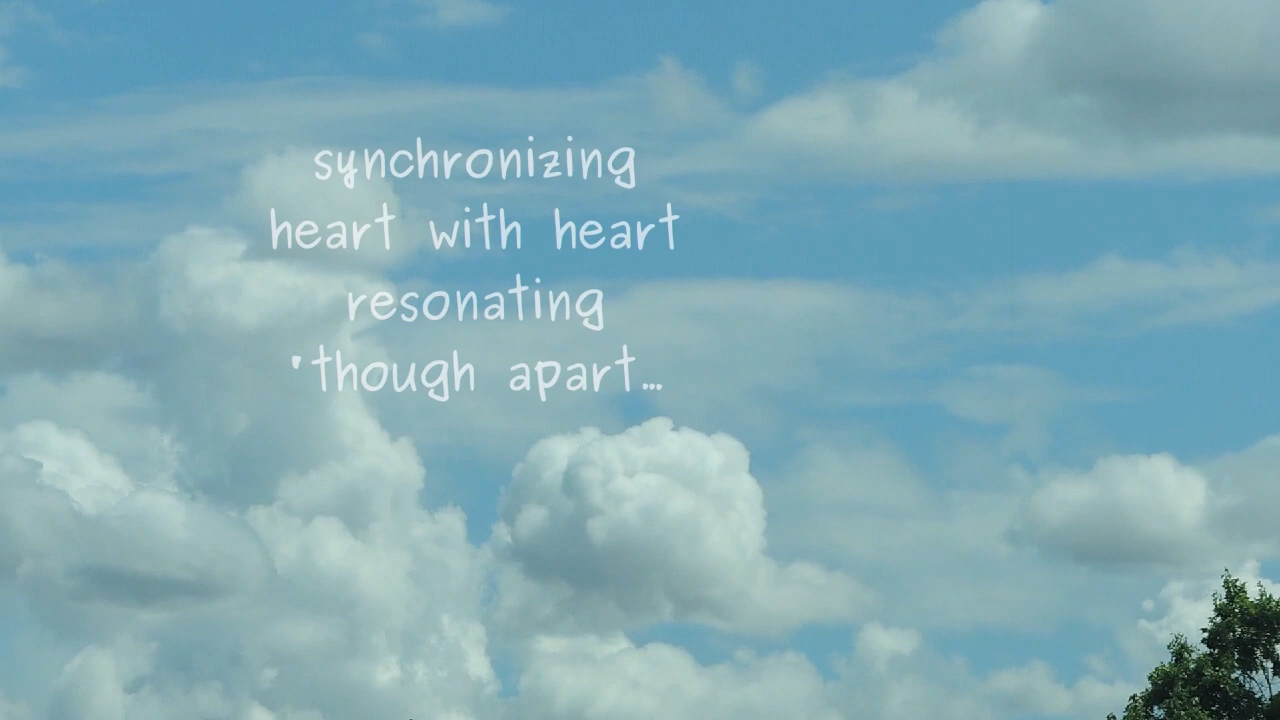 synchronizing
heart with heart
resonating
'though apart...